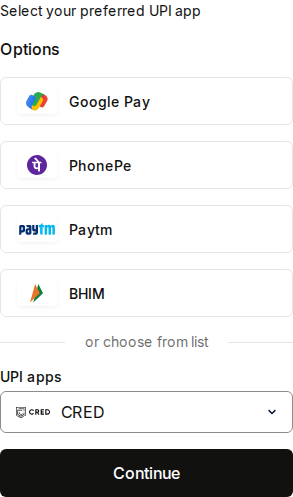 Select your preferred UPI app
Options
Google Pay
पे PhonePe
paytm Paytm
BHIM
or choose from list
UPI apps
CRED CRED
Continue